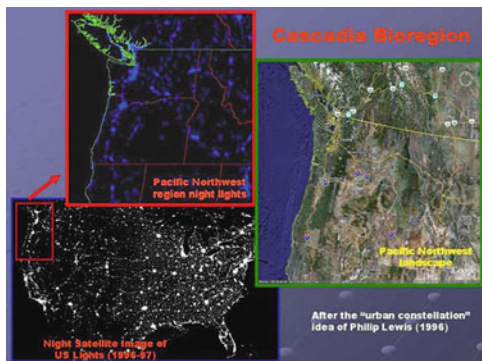 Cascadia Bioregion
Pacific Northwest
region night lights
Pacific Northwest
landscape
Night Satellite Image of
US Lights (1996-97)
After the “urban constellation”
idea of Philip Lewis (1996)